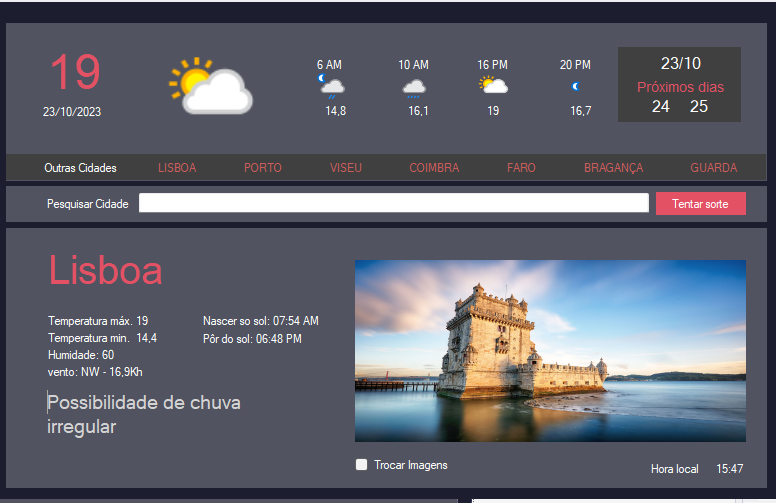 19
23/10/2023
6 AM 10 AM 16 PM 20 PM
14,8 16,1 19 16,7
23/10
Próximos dias
24 25
Outras Cidades LISBOA PORTO VISEU COIMBRA FARO BRAGANÇA GUARDA
Pesquisar Cidade Tentar sorte
Lisboa
Temperatura máx. 19 Nascer so sol: 07:54 AM
Temperatura min. 14,4 Pôr do sol: 06:48 PM
Humidade: 60
vento: NW - 16,9Kh
Possibilidade de chuva
irregular
Trocar Imagens
Hora local 15:47